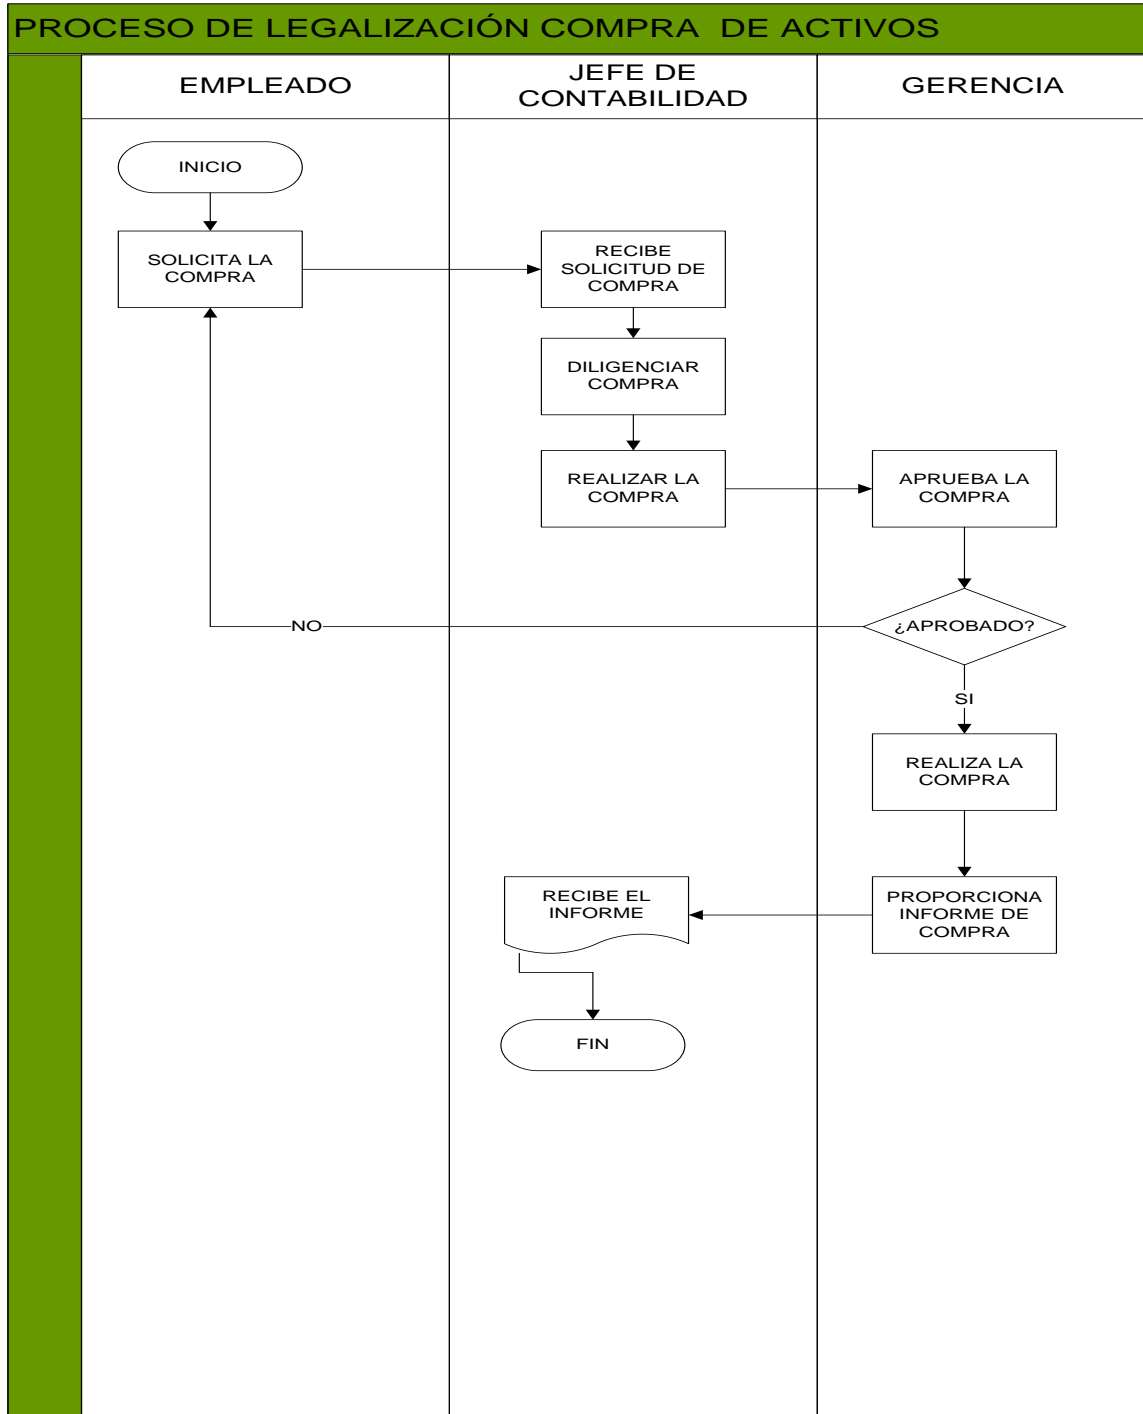 PROCESO DE LEGALIZACIÓN COMPRA DE ACTIVOS
EMPLEADO
JEFE DE
CONTABILIDAD
GERENCIA
INICIO
SOLICITA LA
COMPRA
RECIBE
SOLICITUD DE
COMPRA
DILIGENCIAR
COMPRA
REALIZAR LA
COMPRA
APRUEBA LA
COMPRA
¿APROBADO?
NO
SI
REALIZA LA
COMPRA
PROPORCIONA
INFORME DE
COMPRA
RECIBE EL
INFORME
FIN